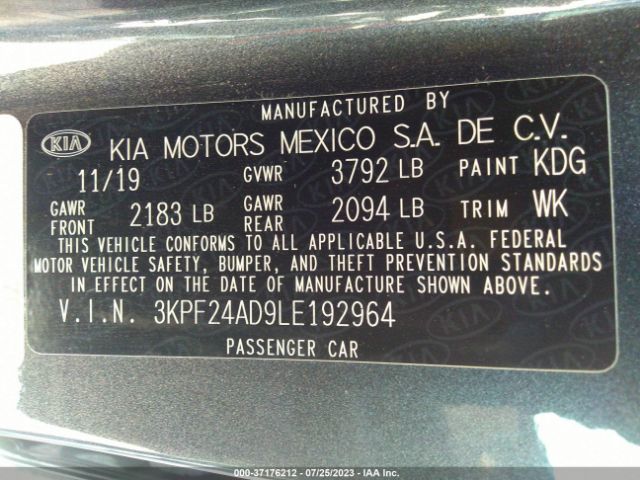 MANUFACTURED BY
KIA KIA MOTORS MEXICO S.A. DE C.V.
11/19 GVWR 3792 LB PAINT KDG
GAWR FRONT 2183 LB GAWR REAR 2094 LB TRIM WK
THIS VEHICLE CONFORMS TO ALL APPLICABLE U.S.A. FEDERAL
MOTOR VEHICLE SAFETY, BUMPER, AND THEFT PREVENTION STANDARDS
IN EFFECT ON THE DATE OF MANUFACTURE SHOWN ABOVE.
V.I.N. 3KPF24AD9LE192964
PASSENGER CAR
000-37176212 - 07/25/2023 - IAA Inc.